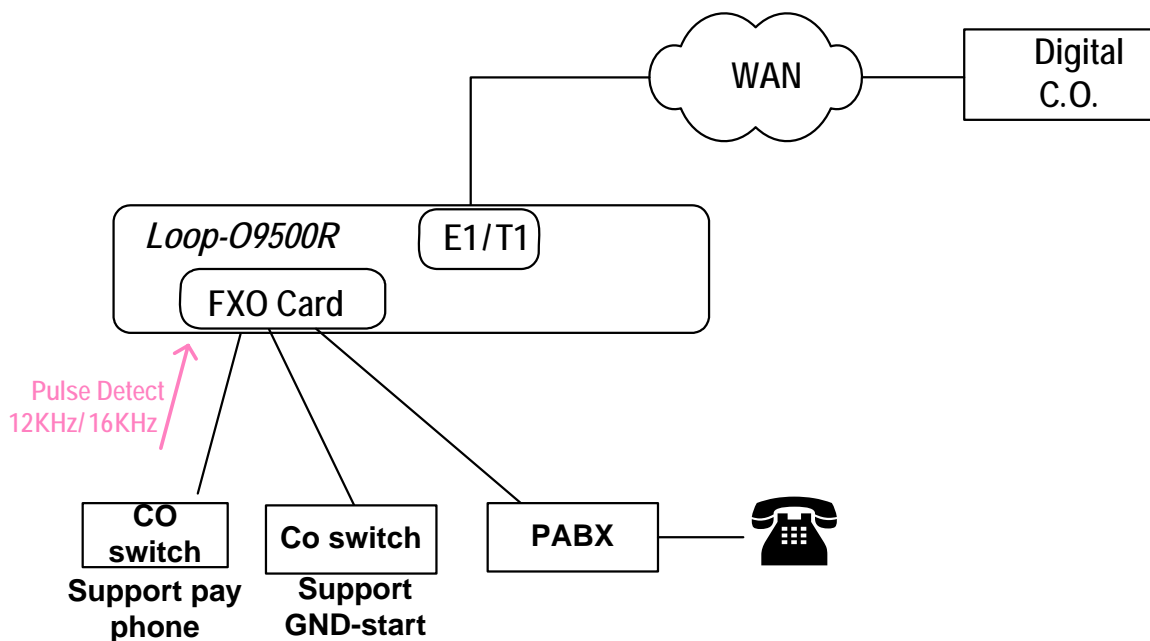 Digital
C.O.
WAN
Loop-O9500R
E1/T1
FXO Card
Pulse Detect
12KHz/16KHz
CO
switch
Support pay
phone
Co switch
Support
GND-start
PABX